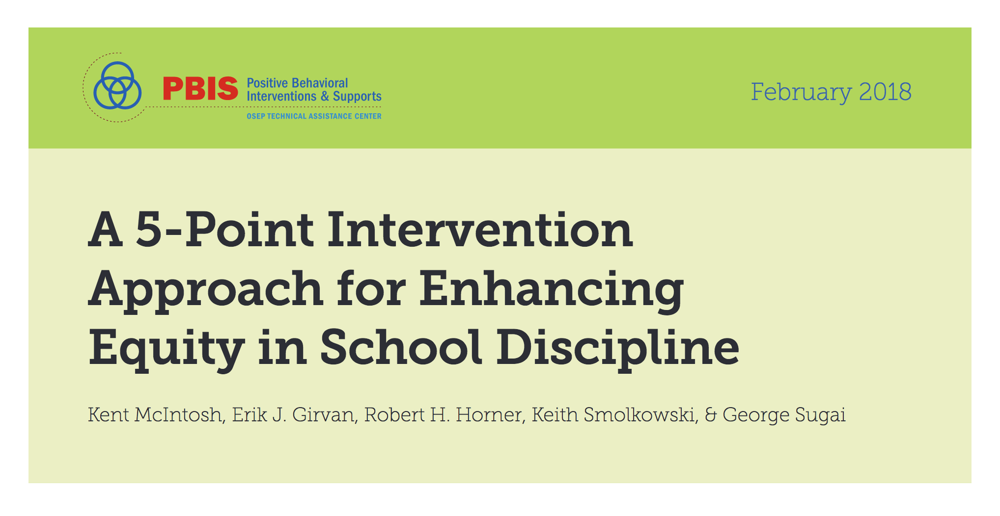 PBIS
Positive Behavioral
Interventions & Supports
OSEP TECHNICAL ASSISTANCE CENTER
February 2018
A 5-Point Intervention
Approach for Enhancing
Equity in School Discipline
Kent McIntosh, Erik J. Girvan, Robert H. Horner, Keith Smolkowski, & George Sugai